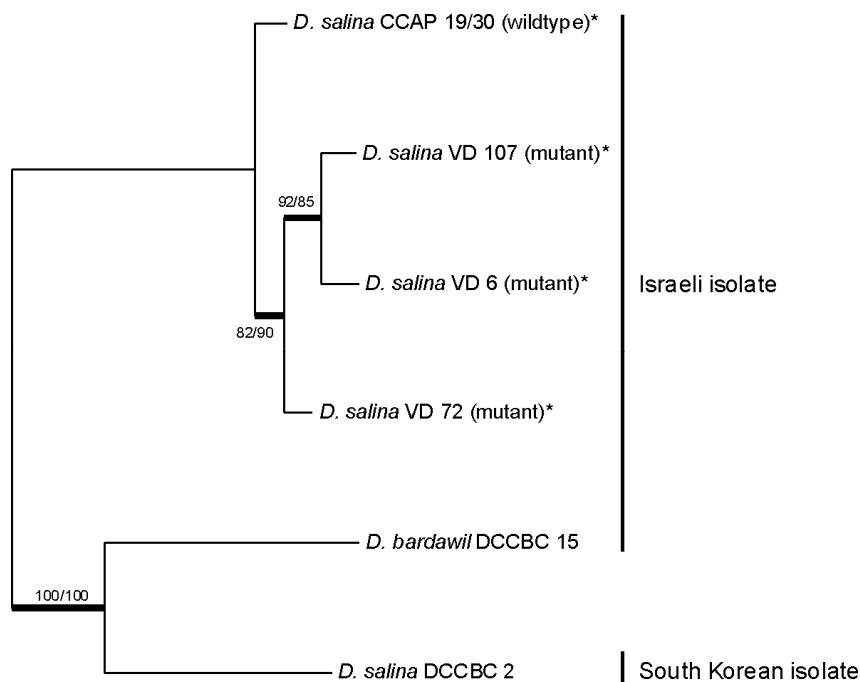 D. salina CCAP 19/30 (wildtype)*
D. salina VD 107 (mutant)*
92/85
D. salina VD 6 (mutant)*
Israeli isolate
82/90
D. salina VD 72 (mutant)*
D. bardawil DCCBC 15
100/100
D. salina DCCBC 2
South Korean isolate